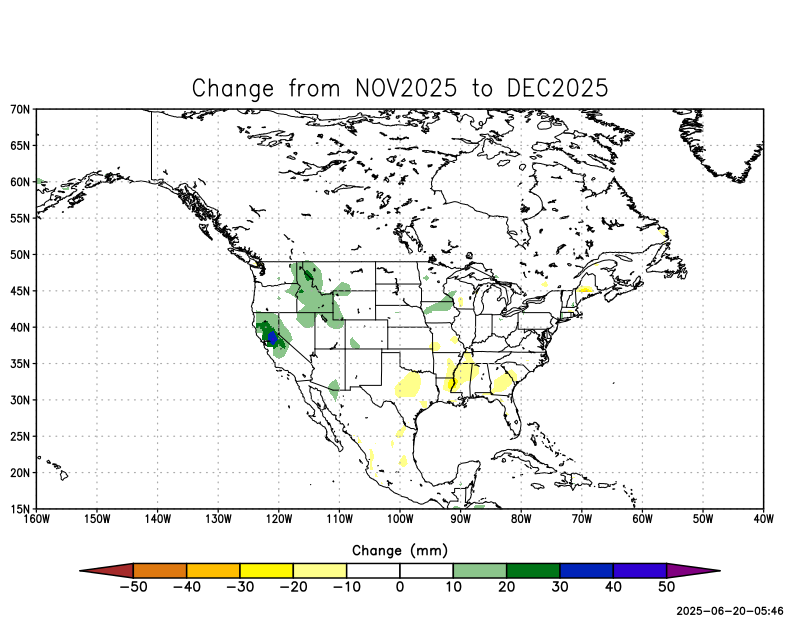 Change from NOV2025 to DEC2025
70N
65N
60N
55N
50N
45N
40N
35N
30N
25N
20N
15N
160W 150W 140W 130W 120W 110W 100W 90W 80W 70W 60W 50W 40W
Change (mm)
−50 −40 −30 −20 −10 0 10 20 30 40 50
2025-06-20-05:46